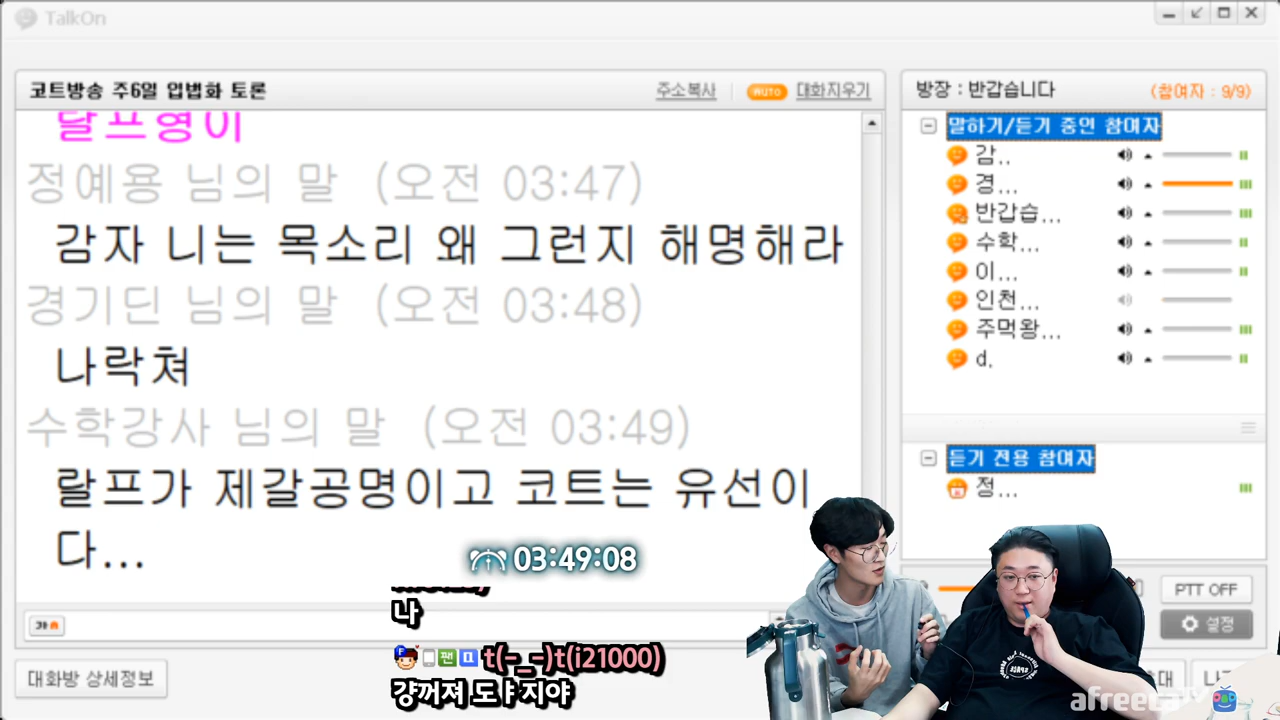 TalkOn
코트방송 주6일 입법화 토론
주소복사
AUTO
대화지우기
랄프형이
정예용 님의 말 (오전 03:47)
감자 니는 목소리 왜 그런지 해명해라
경기딘 님의 말 (오전 03:48)
나락쳐
수학강사 님의 말 (오전 03:49)
랄프가 제갈공명이고 코트는 유선이
다...
03:49:08
나
팬 t(-_-)t(i21000)
걍꺼져 도ㅑ지야
대화방 상세정보
방장 : 반갑습니다
(참여자 : 9/9)
말하기/듣기 중인 참여자
감..
경...
반갑습...
수학...
이...
인천...
주먹왕...
d.
듣기 전용 참여자
정...
PTT OFF
설정
afreecaTV